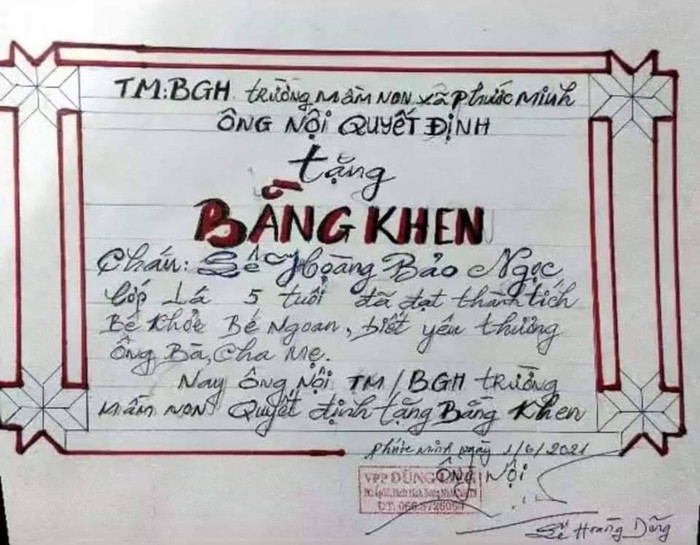 TM:BGH TRƯỜNG MẦM NON XÃ PHƯỚC MINH
ÔNG NỘI QUYẾT ĐỊNH
tặng
BẰNG KHEN
Cháu: Lê Hoàng Bảo Ngọc
Lớp Lá 5 tuổi đã đạt thành tích
Bé Khỏe Bé Ngoan, biết yêu thương
Ông Bà, Cha Mẹ.
Nay Ông Nội TM/BGH TRƯỜNG
MẦM NON Quyết định tặng Bằng Khen
Phước Minh ngày 1/6/2021
ÔNG NỘI
VPP DŨNG
Lê Hoàng Dũng